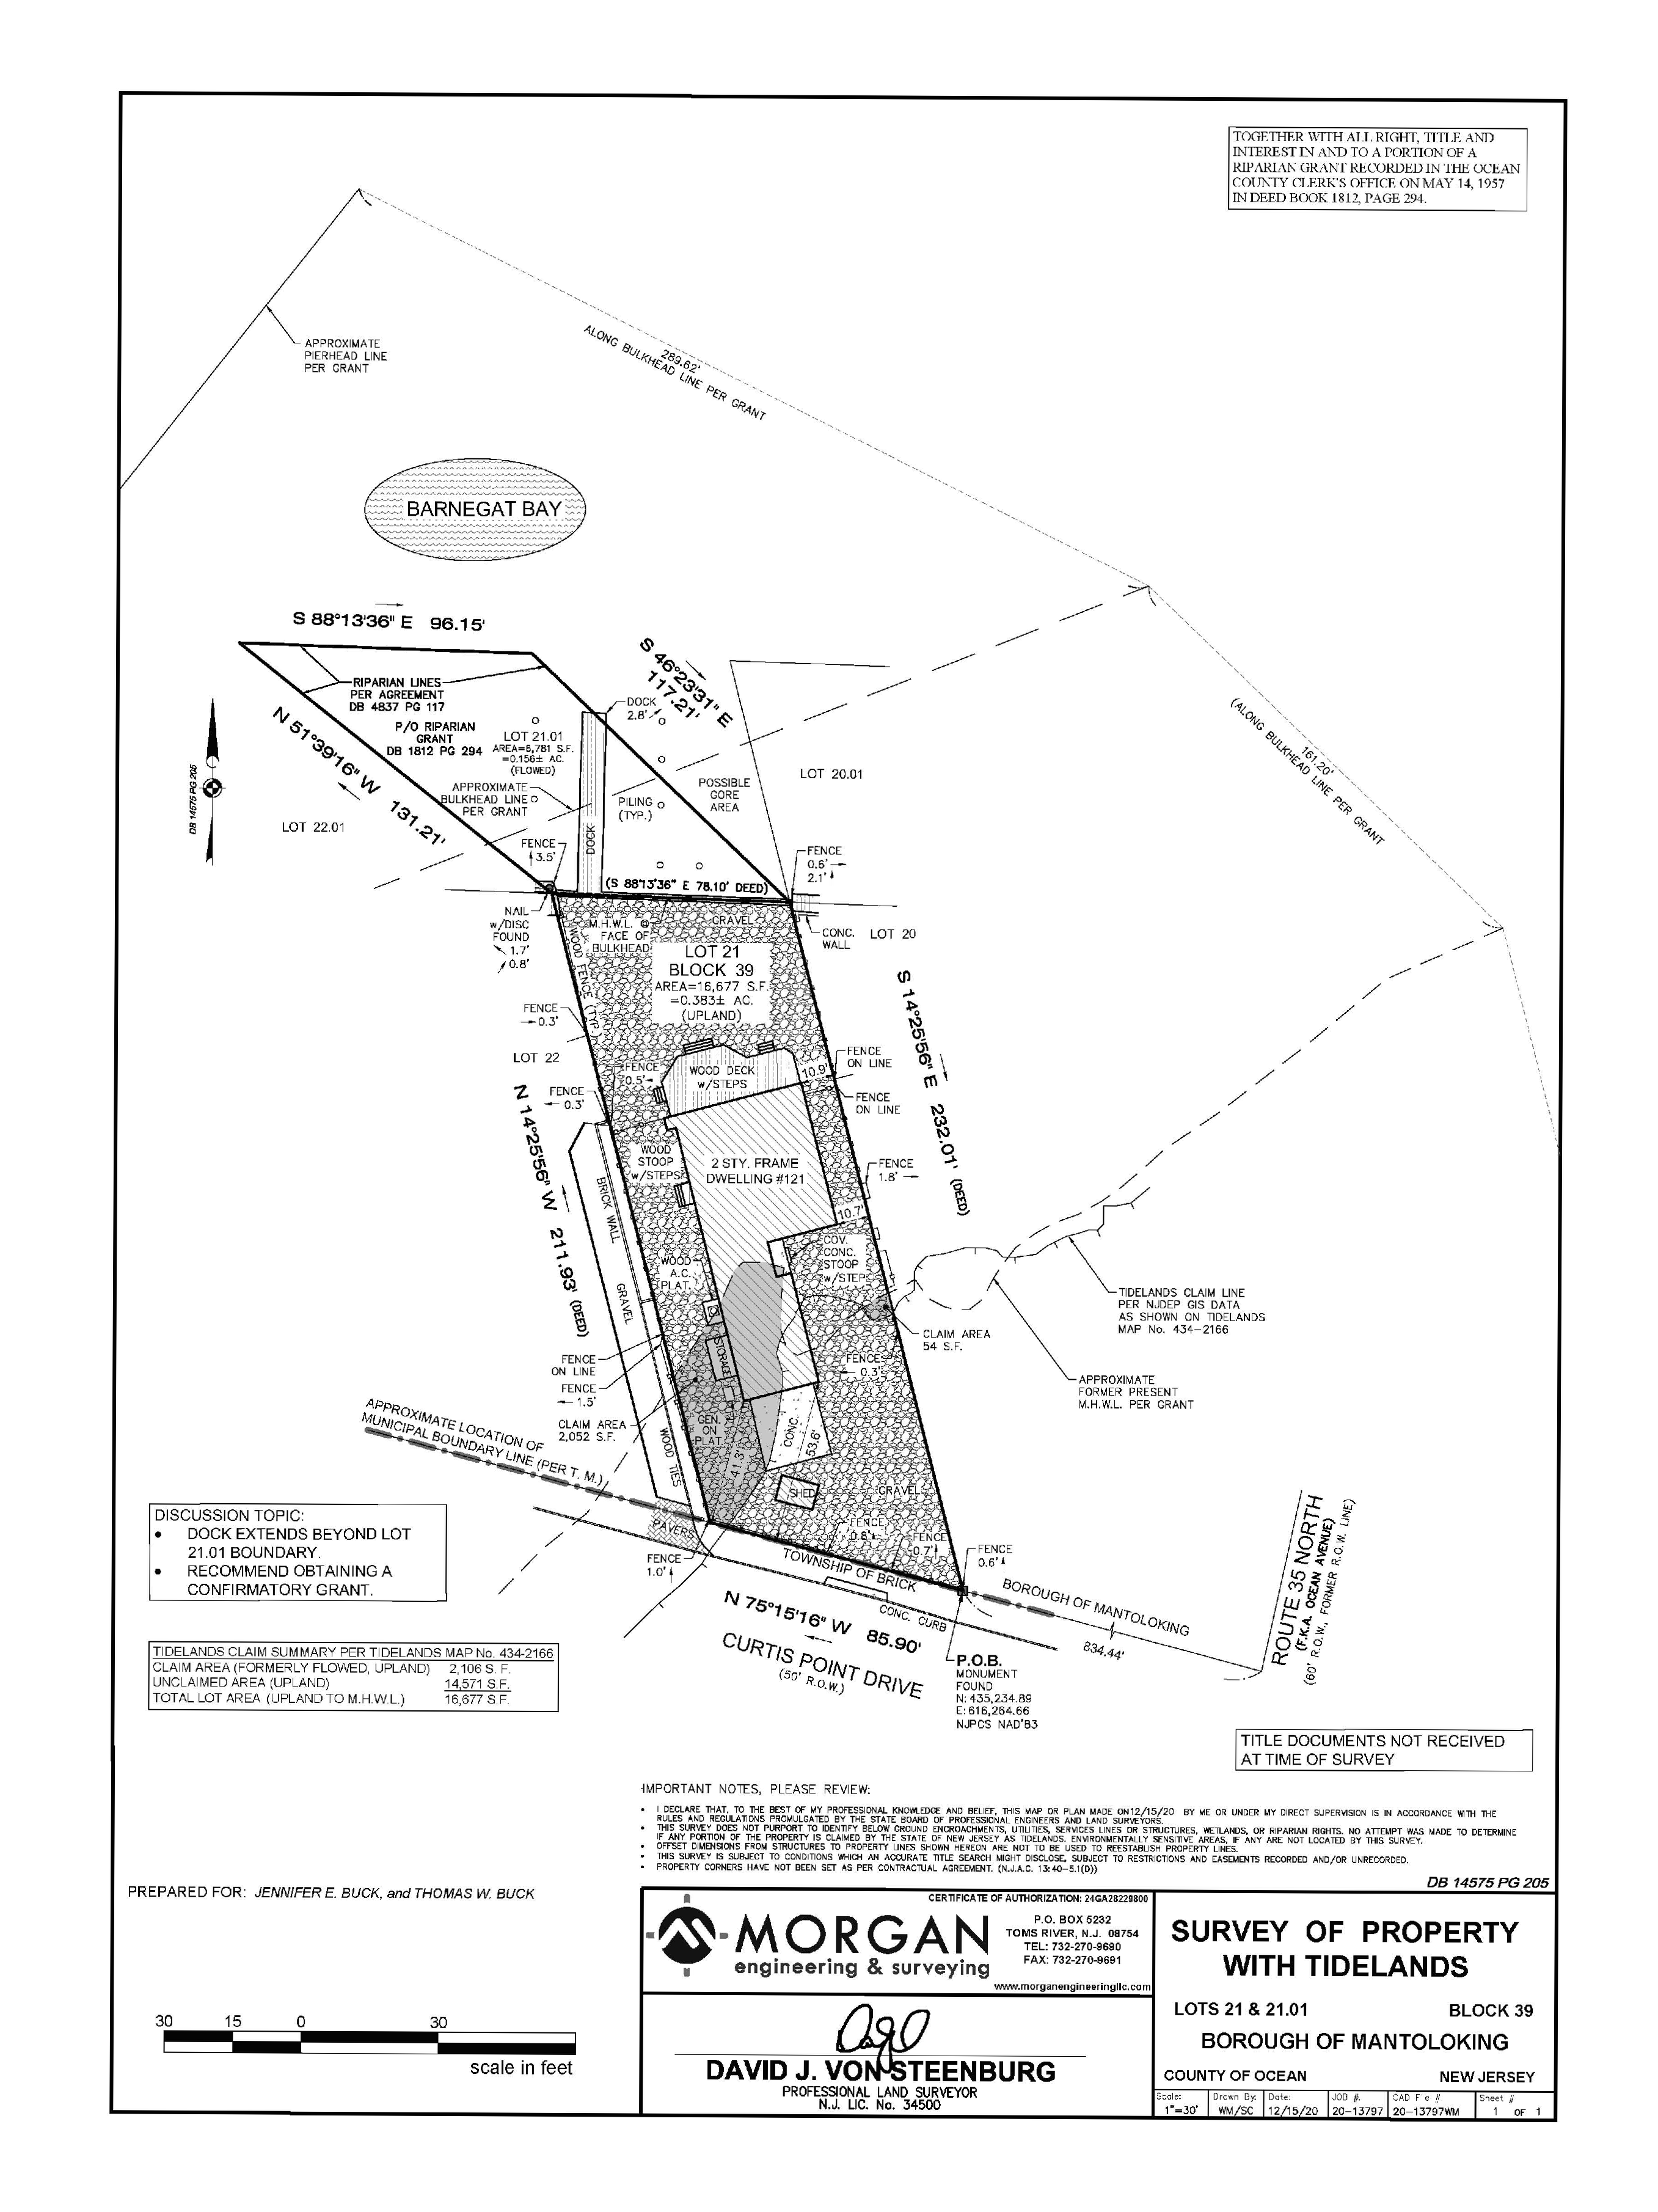 TOGETHER WITH ALL RIGHT, TITLE AND
INTEREST IN AND TO A PORTION OF A
RIPARIAN GRANT RECORDED IN THE OCEAN
COUNTY CLERK'S OFFICE ON MAY 14, 1957
IN DEED BOOK 1812, PAGE 294.
APPROXIMATE
PIERHEAD LINE
PER GRANT
289.62'
ALONG BULKHEAD LINE PER GRANT
BARNEGAT BAY
S 88°13'36" E 96.15'
S 46°23'31" E
117.21'
RIPARIAN LINES
PER AGREEMENT
DB 4837 PG 117
P/O RIPARIAN
GRANT
DB 1812 PG 294
LOT 21.01
AREA=6,781 S.F.
=0.156± AC.
(FLOWED)
DOCK
2.8'
N 51°39'16" W 131.21'
DB 14575 PG 205
APPROXIMATE
BULKHEAD LINE
PER GRANT
PILING
(TYP.)
POSSIBLE
GORE
AREA
LOT 20.01
161.20'
(ALONG BULKHEAD LINE PER GRANT
LOT 22.01
DOCK
FENCE
3.5'
FENCE
0.6'
2.1'
(S 88°13'36" E 78.10' DEED)
NAIL
w/DISC
FOUND
1.7'
0.8'
M.H.W.L. @
FACE OF
BULKHEAD
GRAVEL
CONC.
WALL
LOT 20
WOOD FENCE (TYP.)
LOT 21
BLOCK 39
AREA=16,677 S.F.
=0.383± AC.
(UPLAND)
S 14°25'56" E 232.01' (DEED)
FENCE
0.3'
LOT 22
FENCE
0.5'
WOOD DECK
w/STEPS
10.9'
FENCE
ON LINE
FENCE
ON LINE
FENCE
0.3'
N 14°25'56" W 211.93' (DEED)
WOOD
STOOP
w/STEPS
2 STY. FRAME
DWELLING #121
FENCE
1.8'
BRICK WALL
10.7'
COV.
CONC.
STOOP
w/STEP
WOOD
A.C.
PLAT.
GRAVEL
TIDELANDS CLAIM LINE
PER NJDEP GIS DATA
AS SHOWN ON TIDELANDS
MAP No. 434-2166
CLAIM AREA
54 S.F.
STORAGE
FENCE
ON LINE
FENCE
0.3'
FENCE
1.5'
APPROXIMATE
FORMER PRESENT
M.H.W.L. PER GRANT
CLAIM AREA
2,052 S.F.
GEN.
ON
PLAT.
41.3'
CONC.
53.6'
WOOD TIES
APPROXIMATE LOCATION OF
MUNICIPAL BOUNDARY LINE (PER T. M.)
SHED
GRAVEL
PAVERS
FENCE
0.8'
FENCE
0.7'
FENCE
0.6'
FENCE
1.0'
TOWNSHIP OF BRICK
BOROUGH OF MANTOLOKING
834.44'
CONC. CURB
N 75°15'16" W 85.90'
CURTIS POINT DRIVE
(50' R.O.W.)
P.O.B.
MONUMENT
FOUND
N: 435,234.89
E: 616,264.66
NJPCS NAD'83
ROUTE 35 NORTH
(F.K.A. OCEAN AVENUE)
(60' R.O.W., FORMER R.O.W. LINE)
DISCUSSION TOPIC:
• DOCK EXTENDS BEYOND LOT
21.01 BOUNDARY.
• RECOMMEND OBTAINING A
CONFIRMATORY GRANT.
TIDELANDS CLAIM SUMMARY PER TIDELANDS MAP No. 434-2166
CLAIM AREA (FORMERLY FLOWED, UPLAND) 2,106 S. F.
UNCLAIMED AREA (UPLAND) 14,571 S.F.
TOTAL LOT AREA (UPLAND TO M.H.W.L.) 16,677 S.F.
TITLE DOCUMENTS NOT RECEIVED
AT TIME OF SURVEY
IMPORTANT NOTES, PLEASE REVIEW:
• I DECLARE THAT, TO THE BEST OF MY PROFESSIONAL KNOWLEDGE AND BELIEF, THIS MAP OR PLAN MADE ON12/15/20 BY ME OR UNDER MY DIRECT SUPERVISION IS IN ACCORDANCE WITH THE
RULES AND REGULATIONS PROMULGATED BY THE STATE BOARD OF PROFESSIONAL ENGINEERS AND LAND SURVEYORS.
• THIS SURVEY DOES NOT PURPORT TO IDENTIFY BELOW GROUND ENCROACHMENTS, UTILITIES, SERVICES LINES OR STRUCTURES, WETLANDS, OR RIPARIAN RIGHTS. NO ATTEMPT WAS MADE TO DETERMINE
IF ANY PORTION OF THE PROPERTY IS CLAIMED BY THE STATE OF NEW JERSEY AS TIDELANDS. ENVIRONMENTALLY SENSITIVE AREAS, IF ANY ARE NOT LOCATED BY THIS SURVEY.
• OFFSET DIMENSIONS FROM STRUCTURES TO PROPERTY LINES SHOWN HEREON ARE NOT TO BE USED TO REESTABLISH PROPERTY LINES.
• THIS SURVEY IS SUBJECT TO CONDITIONS WHICH AN ACCURATE TITLE SEARCH MIGHT DISCLOSE, SUBJECT TO RESTRICTIONS AND EASEMENTS RECORDED AND/OR UNRECORDED.
• PROPERTY CORNERS HAVE NOT BEEN SET AS PER CONTRACTUAL AGREEMENT. (N.J.A.C. 13:40-5.1(D))
DB 14575 PG 205
PREPARED FOR: JENNIFER E. BUCK, and THOMAS W. BUCK
CERTIFICATE OF AUTHORIZATION: 24GA28229800
MORGAN
engineering & surveying
P.O. BOX 5232
TOMS RIVER, N.J. 08754
TEL: 732-270-9690
FAX: 732-270-9691
www.morganengineeringllc.com
SURVEY OF PROPERTY
WITH TIDELANDS
LOTS 21 & 21.01 BLOCK 39
BOROUGH OF MANTOLOKING
COUNTY OF OCEAN NEW JERSEY
30 15 0 30
scale in feet
DAVID J. VON STEENBURG
PROFESSIONAL LAND SURVEYOR
N.J. LIC. No. 34500
Scale: Drawn By: Date: JOB #: CAD File # Sheet #
1"=30' WM/SC 12/15/20 20-13797 20-13797WM 1 OF 1